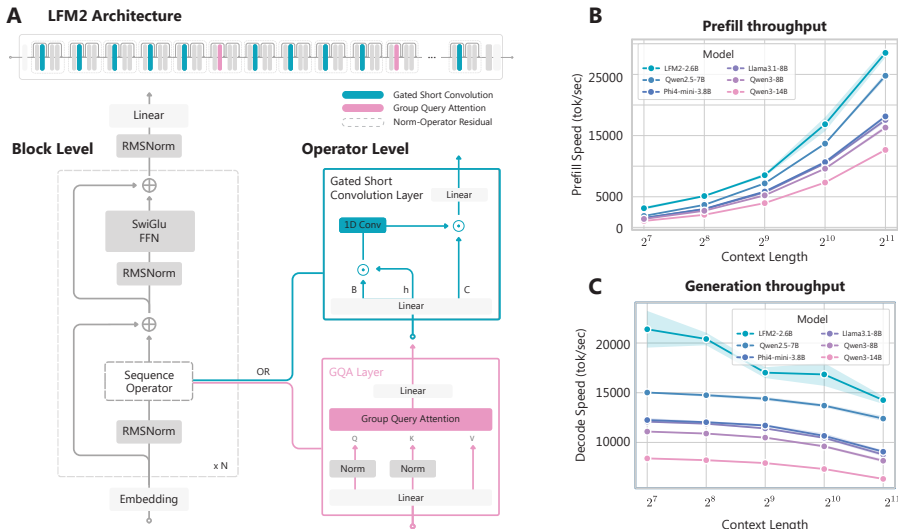 A
LFM2 Architecture
...
Gated Short Convolution
Group Query Attention
Norm-Operator Residual
Block Level
Linear
RMSNorm
SwiGlu
FFN
RMSNorm
Sequence
Operator
RMSNorm
x N
Embedding
OR
Operator Level
Gated Short
Convolution Layer
Linear
1D Conv
B
h
C
Linear
GQA Layer
Linear
Group Query Attention
Q
K
V
Norm
Norm
Linear
B
Prefill throughput
Prefill Speed (tok/sec)
25000
15000
5000
0
Model
LFM2-2.6B
Qwen2.5-7B
Phi4-mini-3.8B
Llama3.1-8B
Qwen3-8B
Qwen3-14B
2^7
2^8
2^9
2^10
2^11
Context Length
C
Generation throughput
Decode Speed (tok/sec)
20000
15000
10000
Model
LFM2-2.6B
Qwen2.5-7B
Phi4-mini-3.8B
Llama3.1-8B
Qwen3-8B
Qwen3-14B
2^7
2^8
2^9
2^10
2^11
Context Length